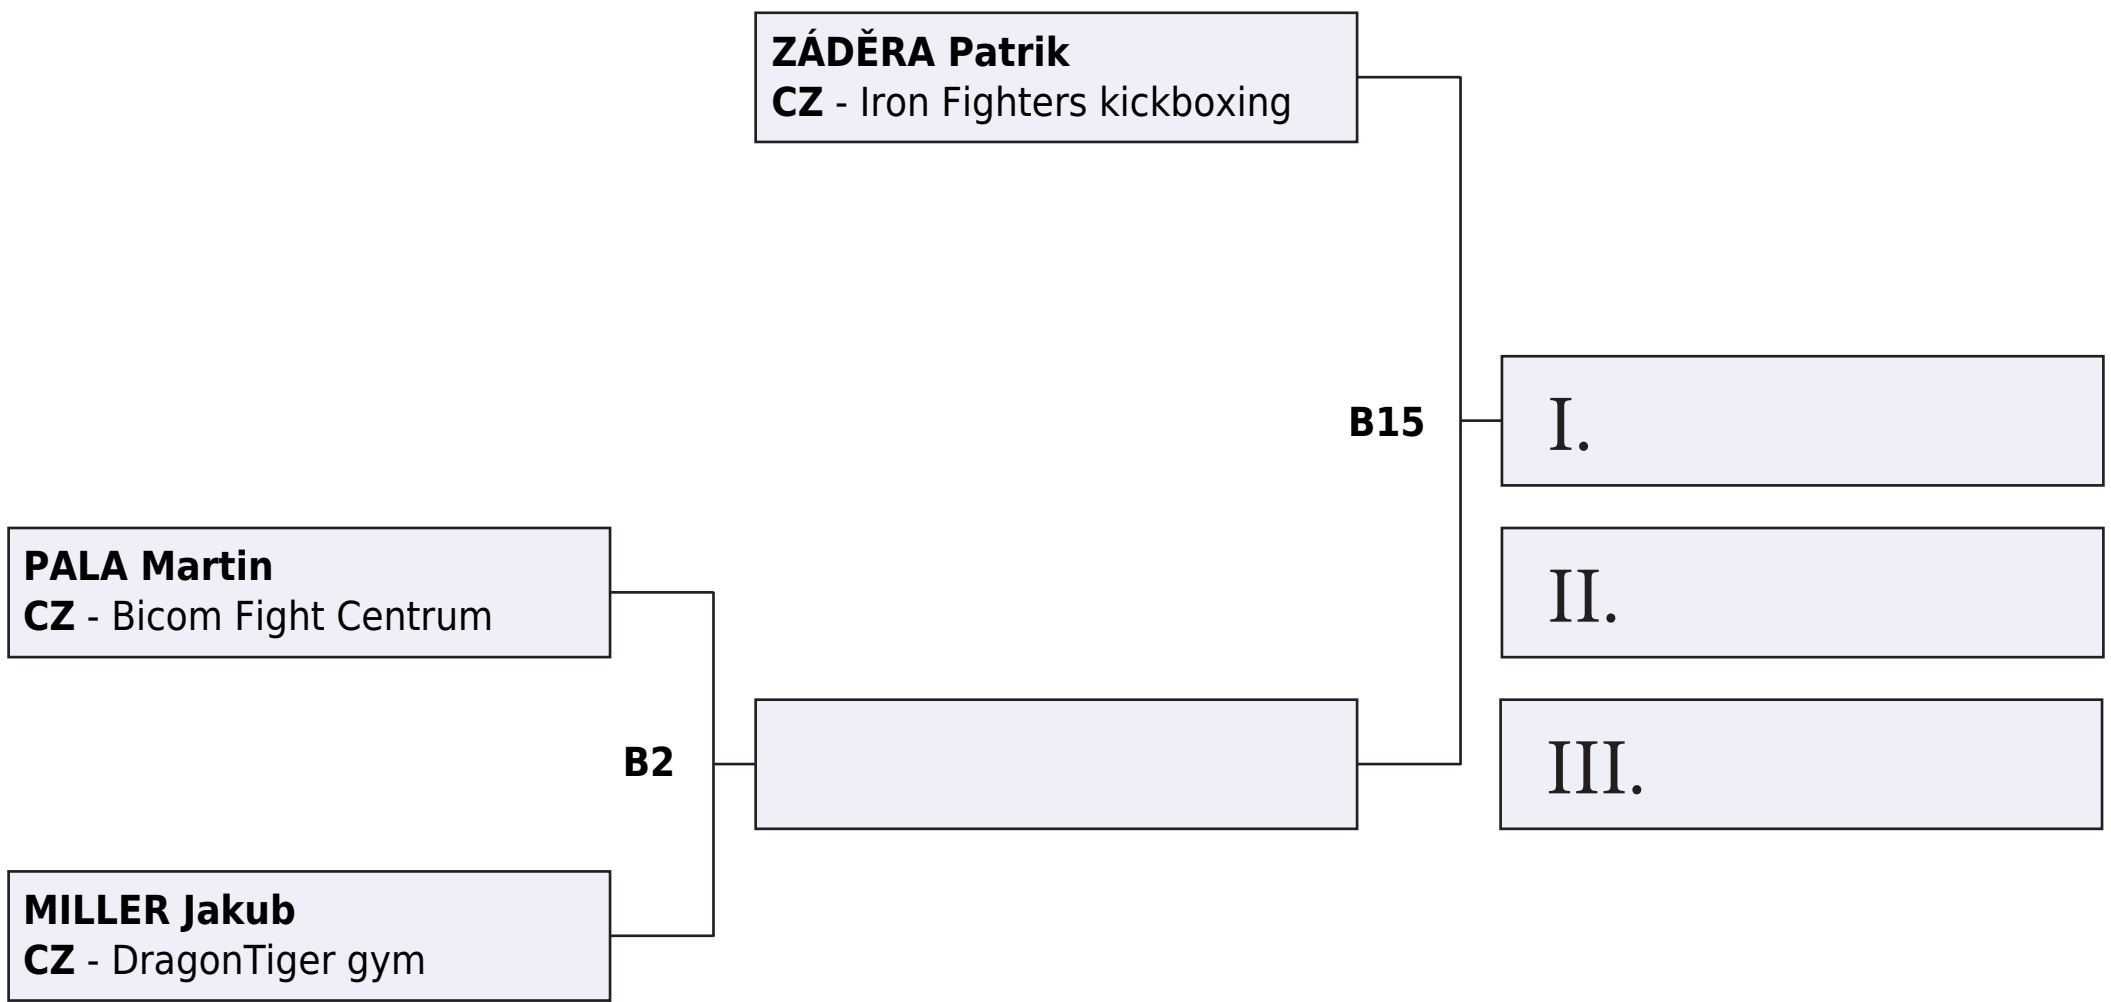 ZÁDĚRA Patrik
CZ - Iron Fighters kickboxing
B15
I.
PALA Martin
CZ - Bicom Fight Centrum
II.
B2
III.
MILLER Jakub
CZ - DragonTiger gym